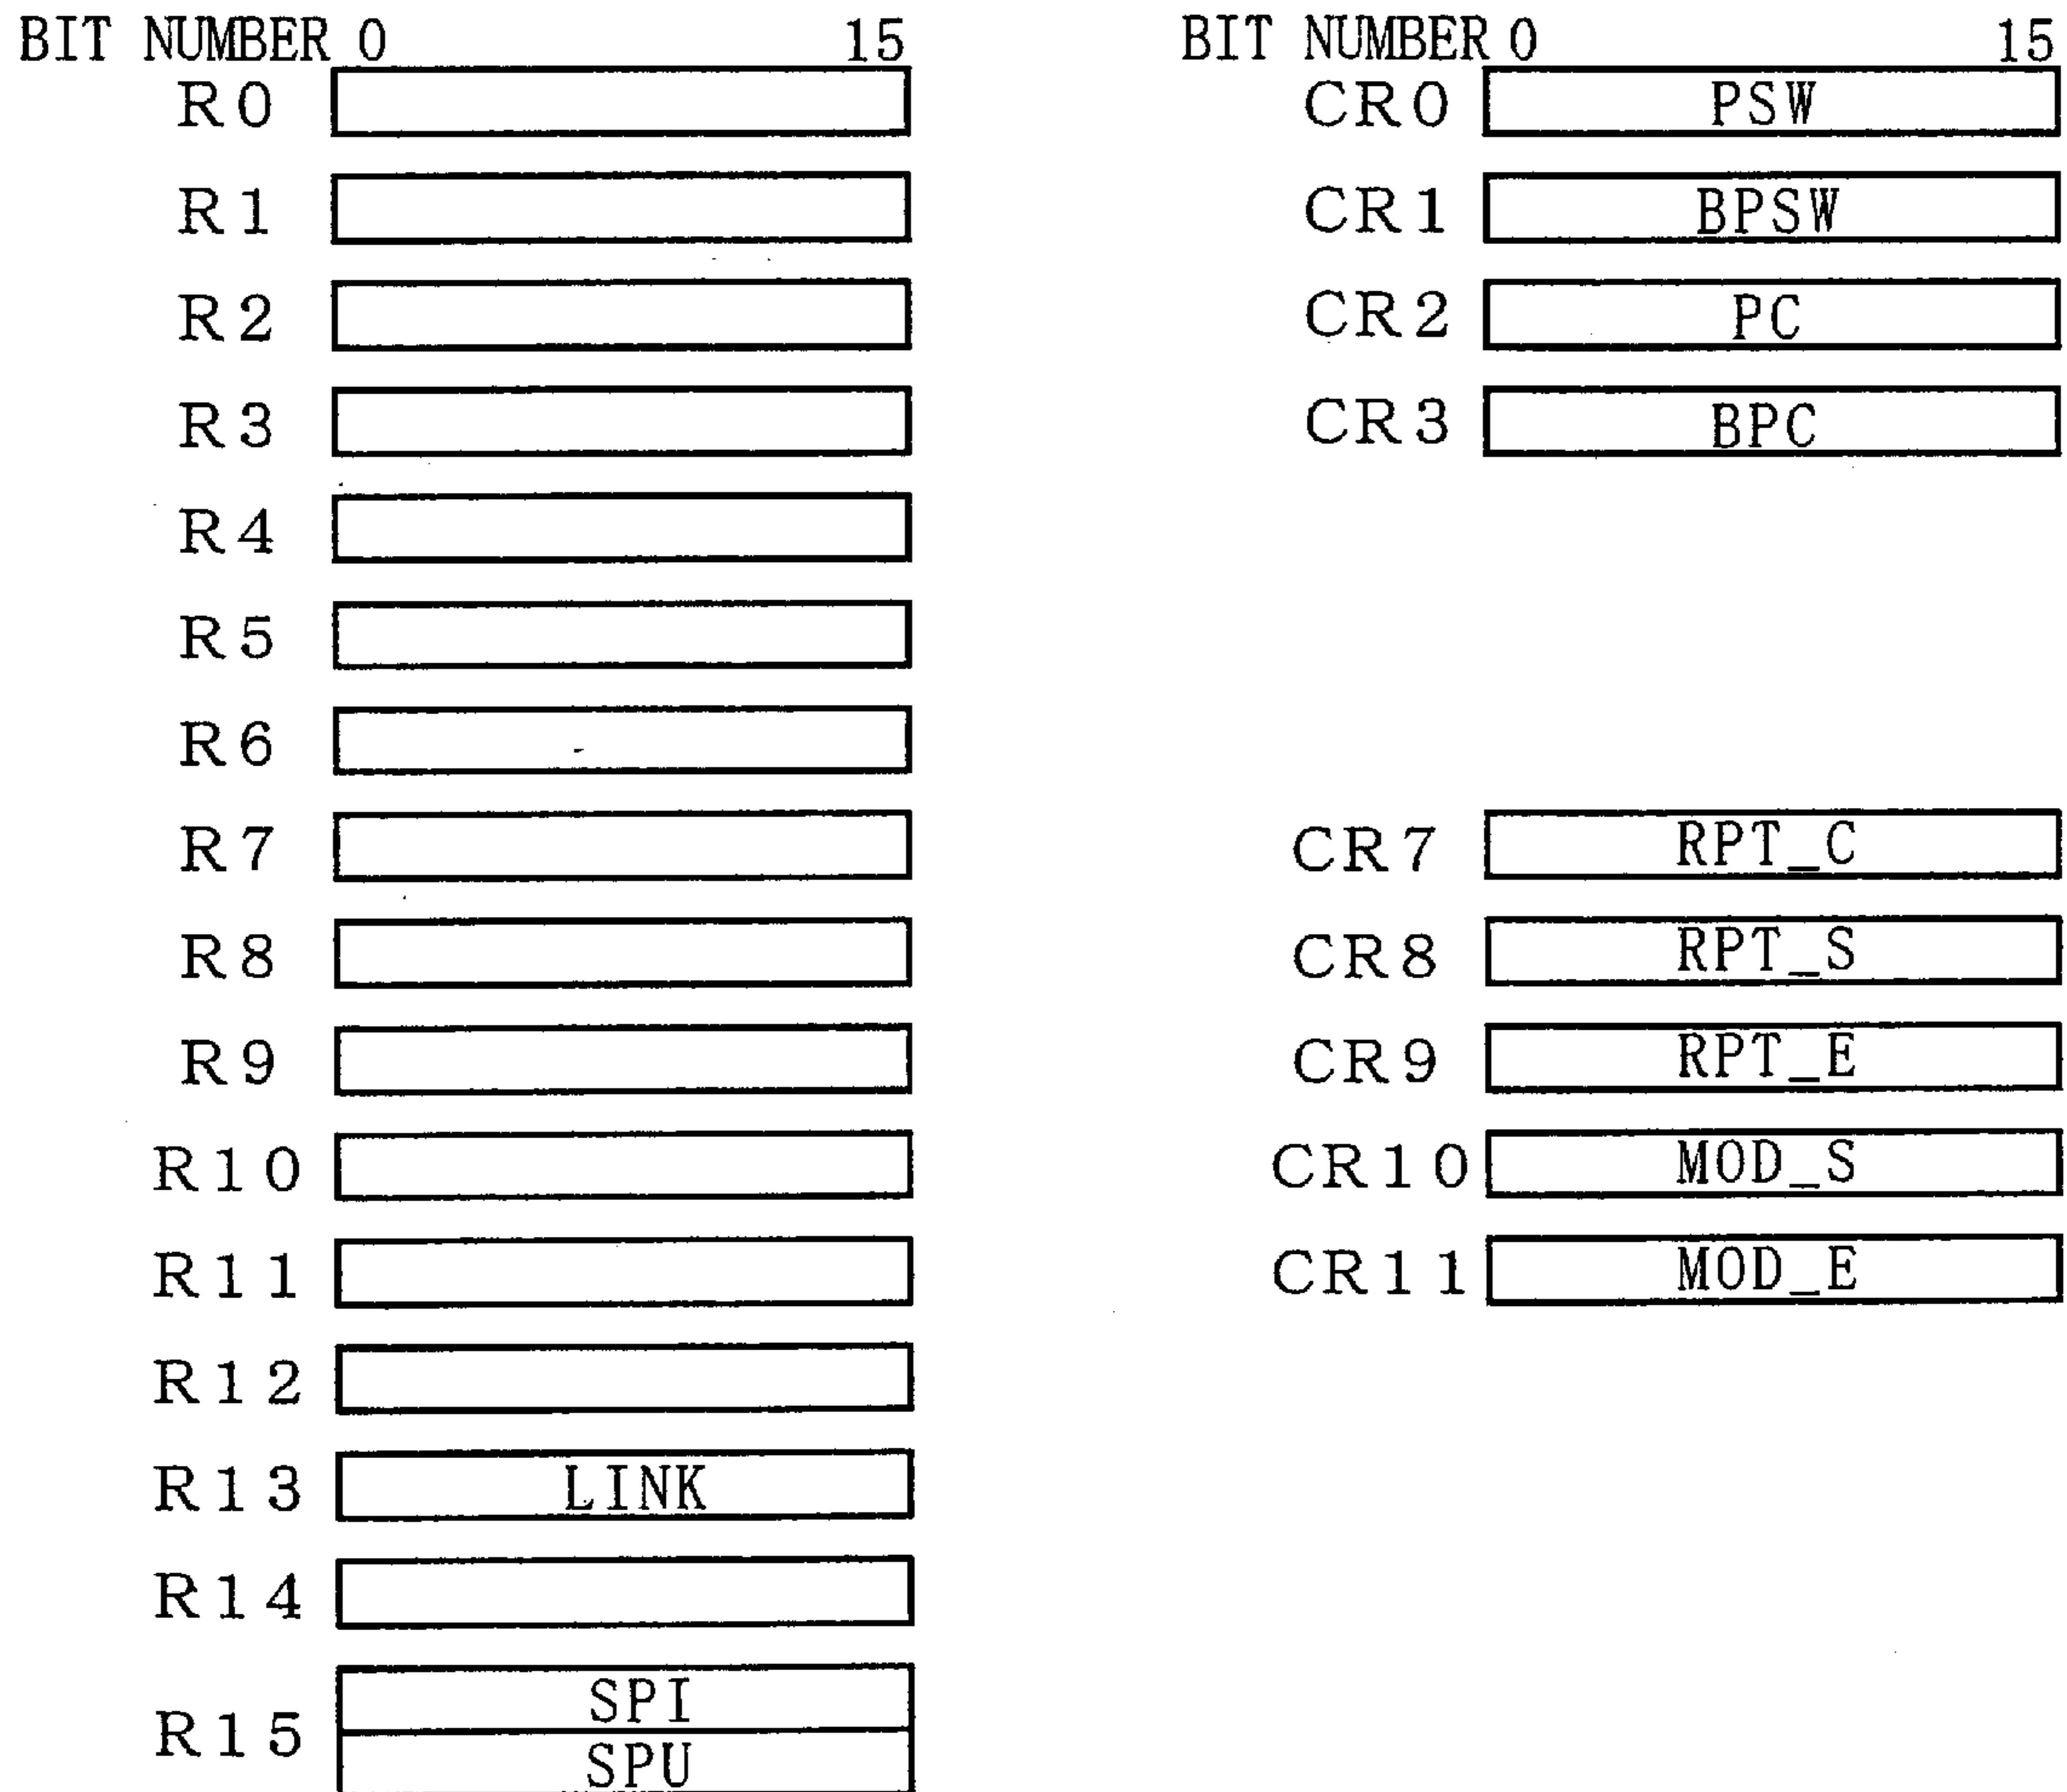 BIT NUMBER 0 15
R0
R1
R2
R3
R4
R5
R6
R7
R8
R9
R10
R11
R12
R13 LINK
R14
R15 SPI
SPU
BIT NUMBER 0 15
CR0 PSW
CR1 BPSW
CR2 PC
CR3 BPC
CR7 RPT_C
CR8 RPT_S
CR9 RPT_E
CR10 MOD_S
CR11 MOD_E